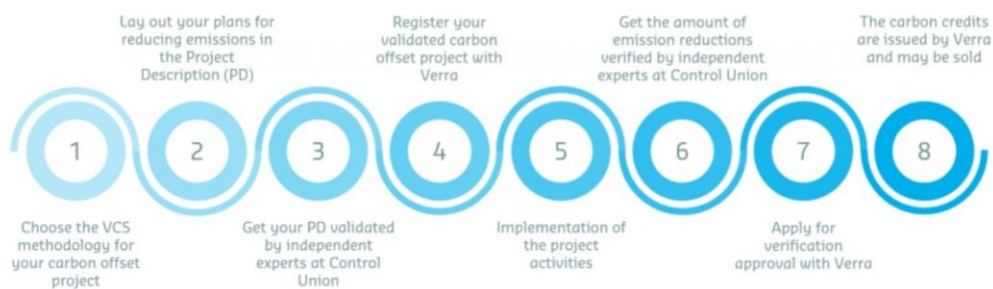 1
Choose the VCS
methodology for
your carbon offset
project
Lay out your plans for
reducing emissions in
the Project
Description (PD)
2
3
Get your PD validated
by independent
experts at Control
Union
Register your
validated carbon
offset project with
Verra
4
5
Implementation of
the project
activities
Get the amount of
emission reductions
verified by independent
experts at Control Union
6
7
Apply for
verification
approval with Verra
The carbon credits
are issued by Verra
and may be sold
8